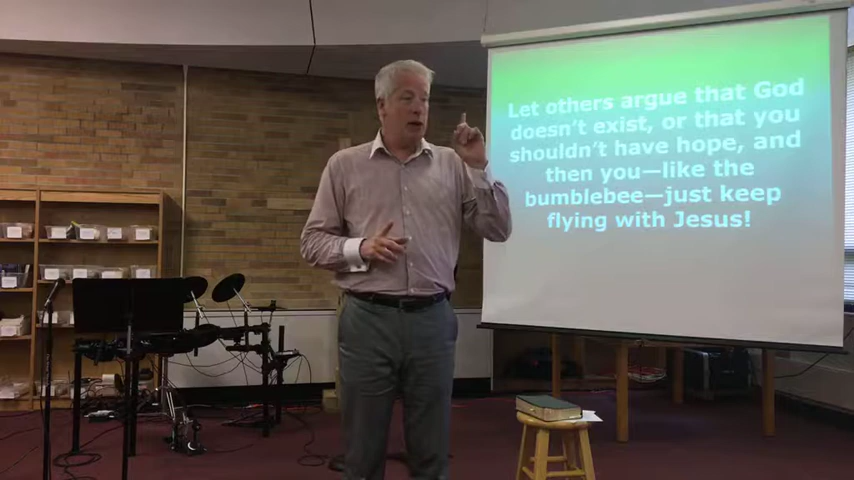 Let others argue that God
doesn't exist, or that you
shouldn't have hope, and
then you—like the
bumblebee—just keep
flying with Jesus!